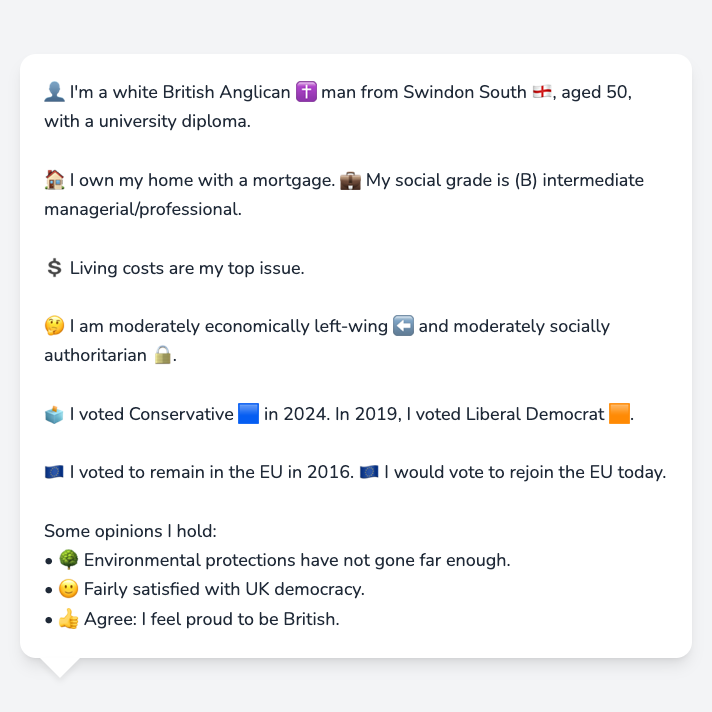 👤 I'm a white British Anglican ✝️ man from Swindon South 🏴󠁧󠁢󠁥󠁮󠁧󠁿, aged 50,
with a university diploma.
🏠 I own my home with a mortgage. 💼 My social grade is (B) intermediate
managerial/professional.
💲 Living costs are my top issue.
🤔 I am moderately economically left-wing ⬅️ and moderately socially
authoritarian 🔒.
🗳️ I voted Conservative 🟦 in 2024. In 2019, I voted Liberal Democrat 🟧.
🇪🇺 I voted to remain in the EU in 2016. 🇪🇺 I would vote to rejoin the EU today.
Some opinions I hold:
• 🌳 Environmental protections have not gone far enough.
• 🙂 Fairly satisfied with UK democracy.
• 👍 Agree: I feel proud to be British.